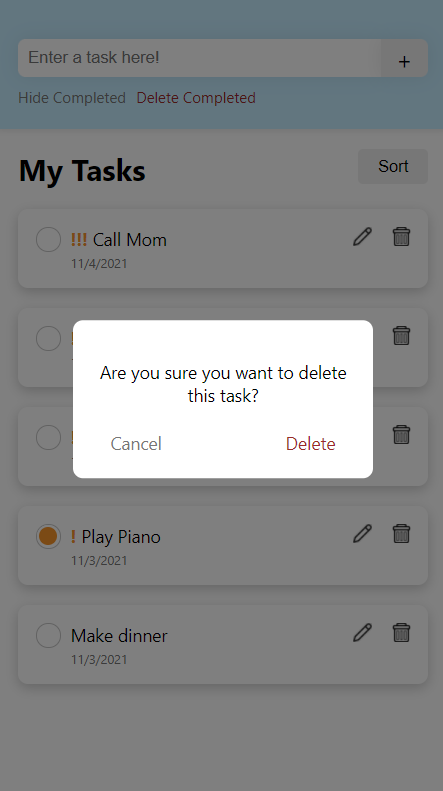 Enter a task here! +
Hide Completed Delete Completed
My Tasks Sort
!!! Call Mom
11/4/2021
Are you sure you want to delete
this task?
Cancel Delete
! Play Piano
11/3/2021
Make dinner
11/3/2021